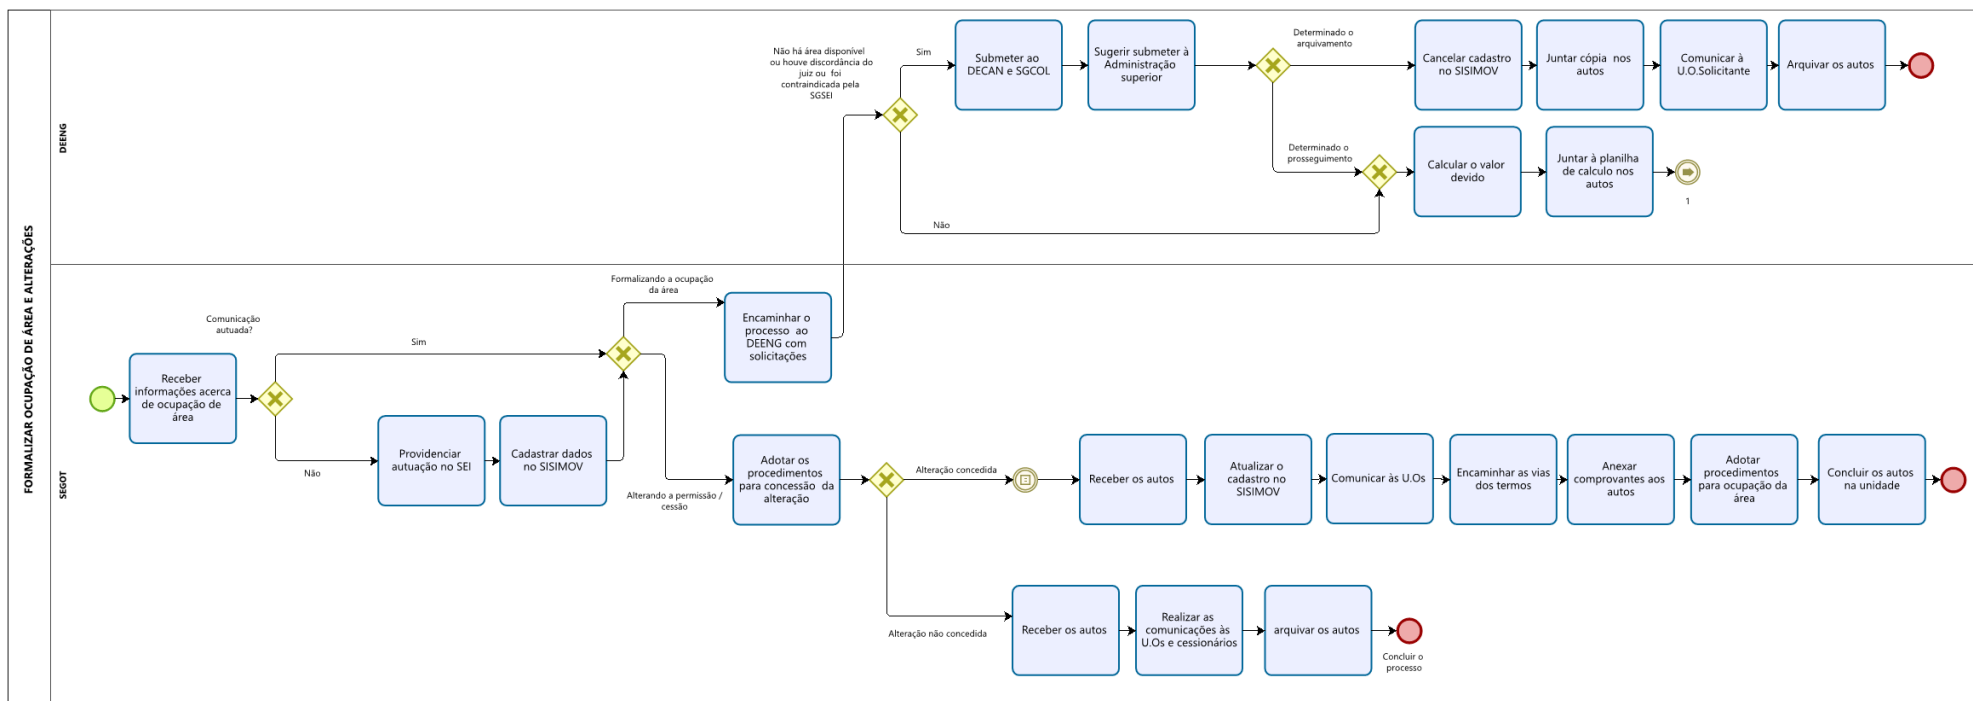 FORMALIZAR OCUPAÇÃO DE ÁREA E ALTERAÇÕES
DEENG
Não há área disponível
ou houve discordância do
juiz ou foi
contraindicada pela
SGSEI
Sim
Submeter ao
DECAN e SGCOL
Sugerir submeter à
Administração
superior
Determinado o
arquivamento
Cancelar cadastro
no SISIMOV
Juntar cópia nos
autos
Comunicar à
U.O.Solicitante
Arquivar os autos
Determinado o
prosseguimento
Calcular o valor
devido
Juntar à planilha
de calculo nos
autos
1
Não
SEGOT
Comunicação
autuada?
Receber
informações acerca
de ocupação de
área
Sim
Não
Providenciar
autuação no SEI
Cadastrar dados
no SISIMOV
Formalizando a ocupação
da área
Encaminhar o
processo ao
DEENG com
solicitações
Alterando a permissão /
cessão
Adotar os
procedimentos
para concessão da
alteração
Alteração concedida
Receber os autos
Atualizar o
cadastro no
SISIMOV
Comunicar às U.Os
Encaminhar as vias
dos termos
Anexar
comprovantes aos
autos
Adotar
procedimentos
para ocupação da
área
Concluir os autos
na unidade
Alteração não concedida
Receber os autos
Realizar as
comunicações às
U.Os e cessionários
arquivar os autos
Concluir o
processo